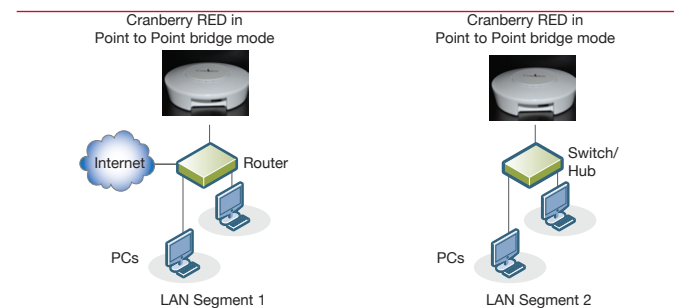 Cranberry RED in
Point to Point bridge mode
Internet
Router
PCs
LAN Segment 1
Cranberry RED in
Point to Point bridge mode
Switch/
Hub
PCs
LAN Segment 2